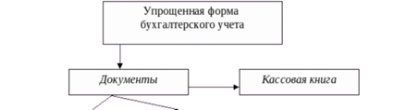 Упрощенная форма
бухгалтерского учета
Документы
Кассовая книга